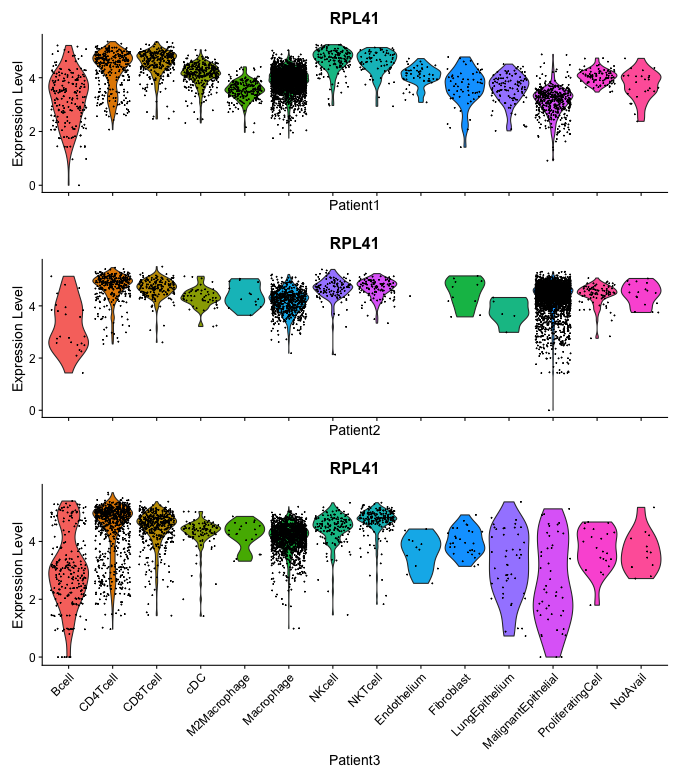 RPL41
Expression Level
4
2
0
Patient1
RPL41
Expression Level
4
2
0
Patient2
RPL41
Expression Level
4
2
0
Bcell
CD4Tcell
CD8Tcell
cDC
M2Macrophage
Macrophage
NKcell
NKTcell
Endothelium
Fibroblast
LungEpithelium
MalignantEpithelial
ProliferatingCell
NotAvail
Patient3